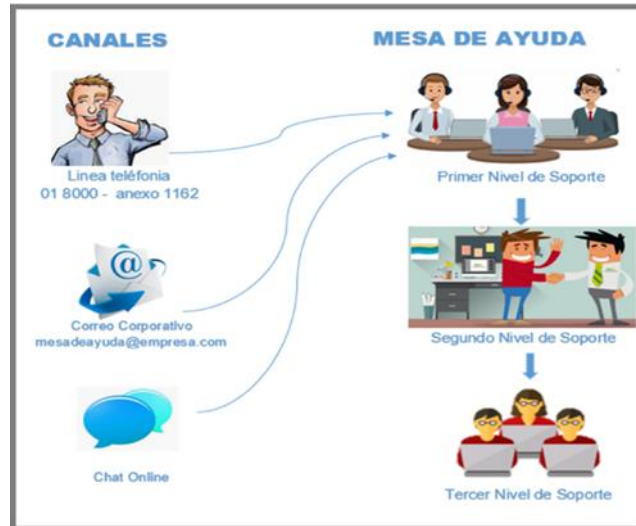 CANALES
Linea teléfonia
01 8000 - anexo 1162
@
Correo Corporativo
mesadeayuda@empresa.com
Chat Online
MESA DE AYUDA
Primer Nivel de Soporte
Segundo Nivel de Soporte
Tercer Nivel de Soporte